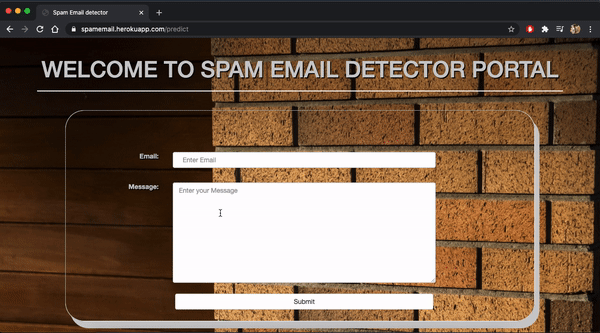 Spam Email detector
spamemail.herokuapp.com/predict
WELCOME TO SPAM EMAIL DETECTOR PORTAL
Email:
Enter Email
Message:
Enter your Message
Submit